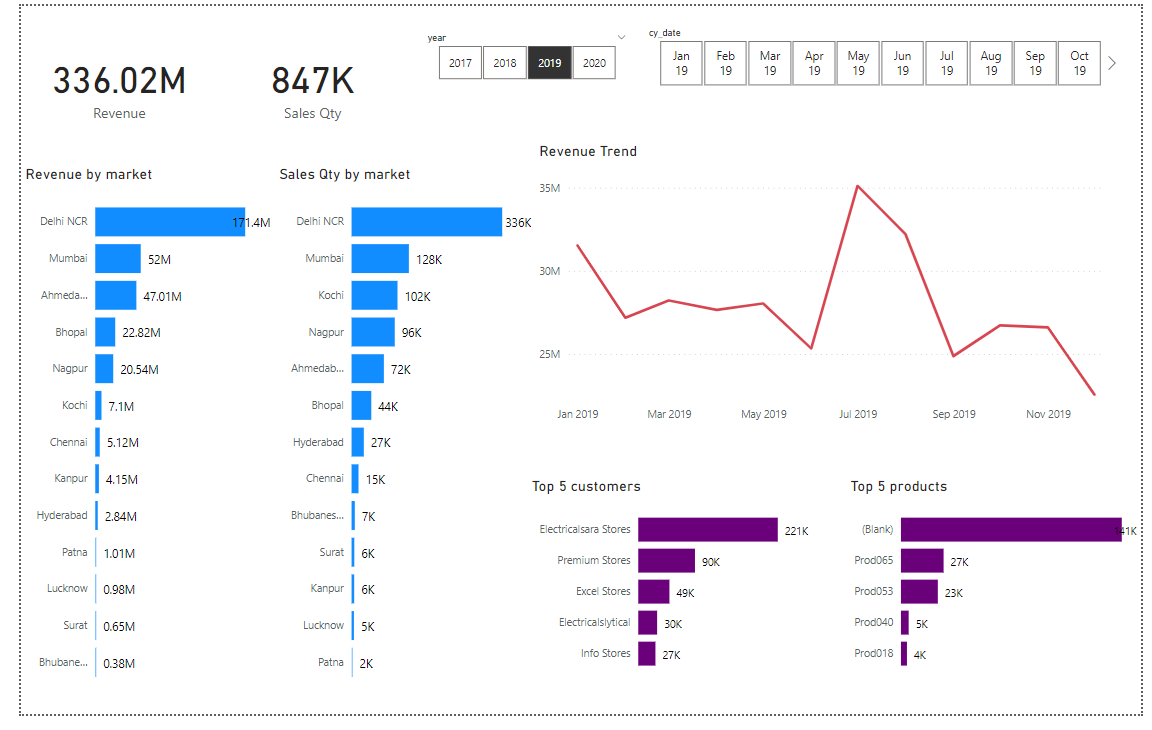 year
2017
2018
2019
2020
cy_date
Jan
19
Feb
19
Mar
19
Apr
19
May
19
Jun
19
Jul
19
Aug
19
Sep
19
Oct
19
336.02M
Revenue
847K
Sales Qty
Revenue by market
Delhi NCR 171.4M
Mumbai 52M
Ahmeda... 47.01M
Bhopal 22.82M
Nagpur 20.54M
Kochi 7.1M
Chennai 5.12M
Kanpur 4.15M
Hyderabad 2.84M
Patna 1.01M
Lucknow 0.98M
Surat 0.65M
Bhubane... 0.38M
Sales Qty by market
Delhi NCR 336K
Mumbai 128K
Kochi 102K
Nagpur 96K
Ahmedab... 72K
Bhopal 44K
Hyderabad 27K
Chennai 15K
Bhubanes... 7K
Surat 6K
Kanpur 6K
Lucknow 5K
Patna 2K
Revenue Trend
35M
30M
25M
Jan 2019 Mar 2019 May 2019 Jul 2019 Sep 2019 Nov 2019
Top 5 customers
Electricalsara Stores 221K
Premium Stores 90K
Excel Stores 49K
Electricalslytical 30K
Info Stores 27K
Top 5 products
(Blank) 141K
Prod065 27K
Prod053 23K
Prod040 5K
Prod018 4K